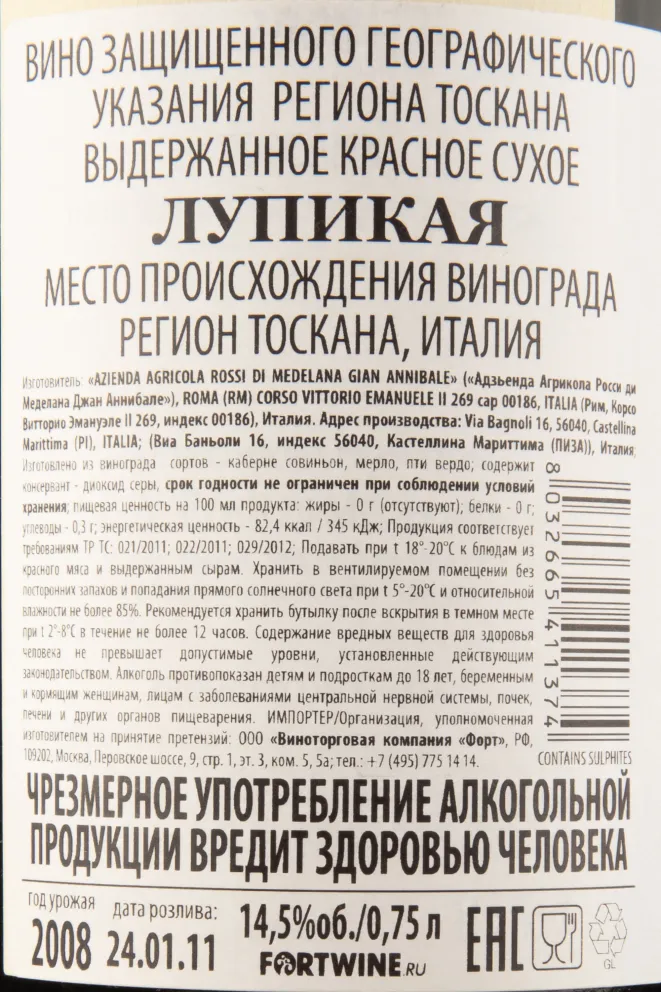 ВИНО ЗАЩИЩЕННОГО ГЕОГРАФИЧЕСКОГО
УКАЗАНИЯ РЕГИОНА ТОСКАНА
ВЫДЕРЖАННОЕ КРАСНОЕ СУХОЕ
ЛУПИКАЯ
МЕСТО ПРОИСХОЖДЕНИЯ ВИНОГРАДА
РЕГИОН ТОСКАНА, ИТАЛИЯ
Изготовитель: «AZIENDA AGRICOLA ROSSI DI MEDELANA GIAN ANNIBALE» («Адзьенда Агрикола Росси ди
Меделана Джан Аннибале»), ROMA (RM) CORSO VITTORIO EMANUELE II 269 cap 00186, ITALIA (Рим, Корсо
Витторио Эмануэле II 269, индекс 00186), Италия. Адрес производства: Via Bagnoli 16, 56040, Castellina
Marittima (PI), ITALIA; (Виа Баньоли 16, индекс 56040, Кастеллина Мариттима (ПИЗА)), Италия
Изготовлено из винограда сортов - каберне совиньон, мерло, пти вердо; содержит
консервант - диоксид серы, срок годности не ограничен при соблюдении условий
хранения; пищевая ценность на 100 мл продукта: жиры - 0 г (отсутствуют); белки - 0 г;
углеводы - 0,3 г; энергетическая ценность - 82,4 ккал / 345 кДж; Продукция соответствует
требованиям ТР ТС: 021/2011; 022/2011; 029/2012; Подавать при t 18°-20°С к блюдам из
красного мяса и выдержанным сырам. Хранить в вентилируемом помещении без
посторонних запахов и попадания прямого солнечного света при t 5°-20°С и относительной
влажности не более 85%. Рекомендуется хранить бутылку после вскрытия в темном месте
при t 2°-8°С в течение не более 12 часов. Содержание вредных веществ для здоровья
человека не превышает допустимые уровни, установленные действующим
законодательством. Алкоголь противопоказан детям и подросткам до 18 лет, беременным
и кормящим женщинам, лицам с заболеваниями центральной нервной системы, почек,
печени и других органов пищеварения. ИМПОРТЕР/Организация, уполномоченная
изготовителем на принятие претензий: ООО «Виноторговая компания «Форт», РФ,
109202, Москва, Перовское шоссе, 9, стр. 1, эт. 3, ком. 5, 5а; тел.: +7 (495) 775 14 14.
8 032665 411374
CONTAINS SULPHITES
ЧРЕЗМЕРНОЕ УПОТРЕБЛЕНИЕ АЛКОГОЛЬНОЙ
ПРОДУКЦИИ ВРЕДИТ ЗДОРОВЬЮ ЧЕЛОВЕКА
год урожая
2008
дата розлива:
24.01.11
14,5%об./0,75 л
FORTWINE.RU
EAC
GL